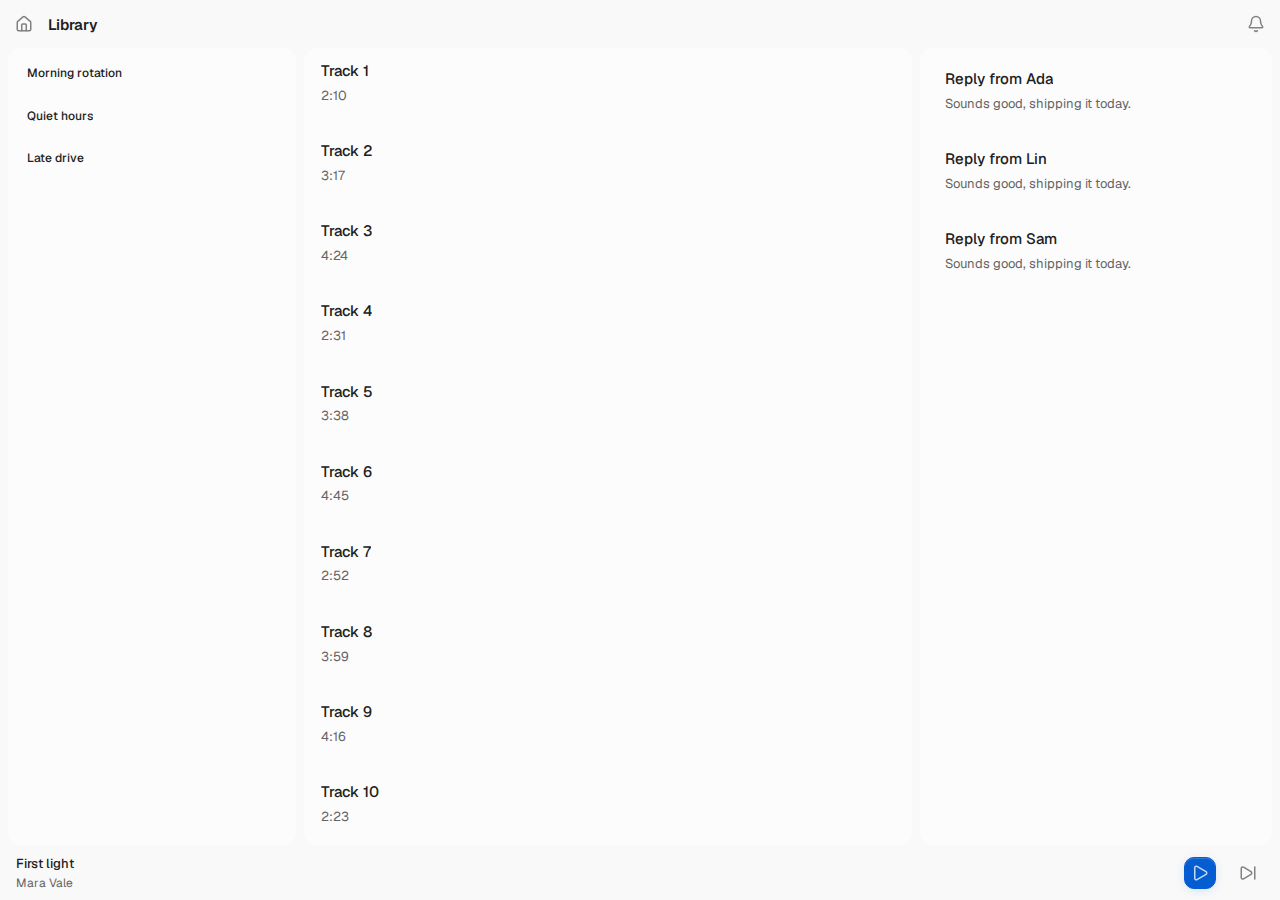 Library
Morning rotation
Quiet hours
Late drive
Track 1
2:10
Track 2
3:17
Track 3
4:24
Track 4
2:31
Track 5
3:38
Track 6
4:45
Track 7
2:52
Track 8
3:59
Track 9
4:16
Track 10
2:23
Reply from Ada
Sounds good, shipping it today.
Reply from Lin
Sounds good, shipping it today.
Reply from Sam
Sounds good, shipping it today.
First light
Mara Vale